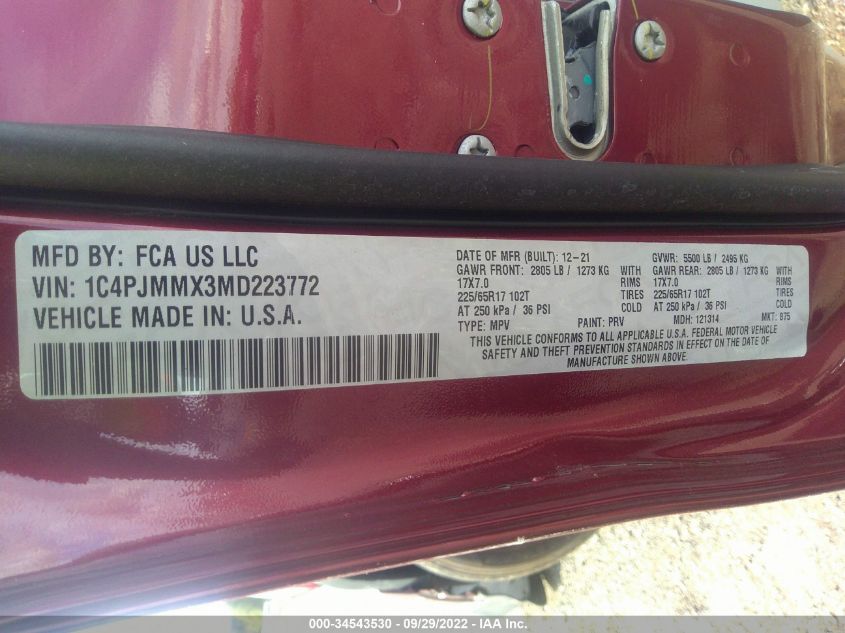 MFD BY: FCA US LLC
VIN: 1C4PJMMX3MD223772
VEHICLE MADE IN: U.S.A.
DATE OF MFR (BUILT): 12-21 GVWR: 5500 LB / 2495 KG
GAWR FRONT: 2805 LB / 1273 KG WITH GAWR REAR: 2805 LB / 1273 KG WITH
17X7.0 RIMS 17X7.0 RIMS
225/65R17 102T TIRES 225/65R17 102T TIRES
AT 250 kPa / 36 PSI COLD AT 250 kPa / 36 PSI COLD
TYPE: MPV PAINT: PRV MDH: 121314 MKT: 875
THIS VEHICLE CONFORMS TO ALL APPLICABLE U.S.A. FEDERAL MOTOR VEHICLE
SAFETY AND THEFT PREVENTION STANDARDS IN EFFECT ON THE DATE OF
MANUFACTURE SHOWN ABOVE.
000-34543530 - 09/29/2022 - IAA Inc.